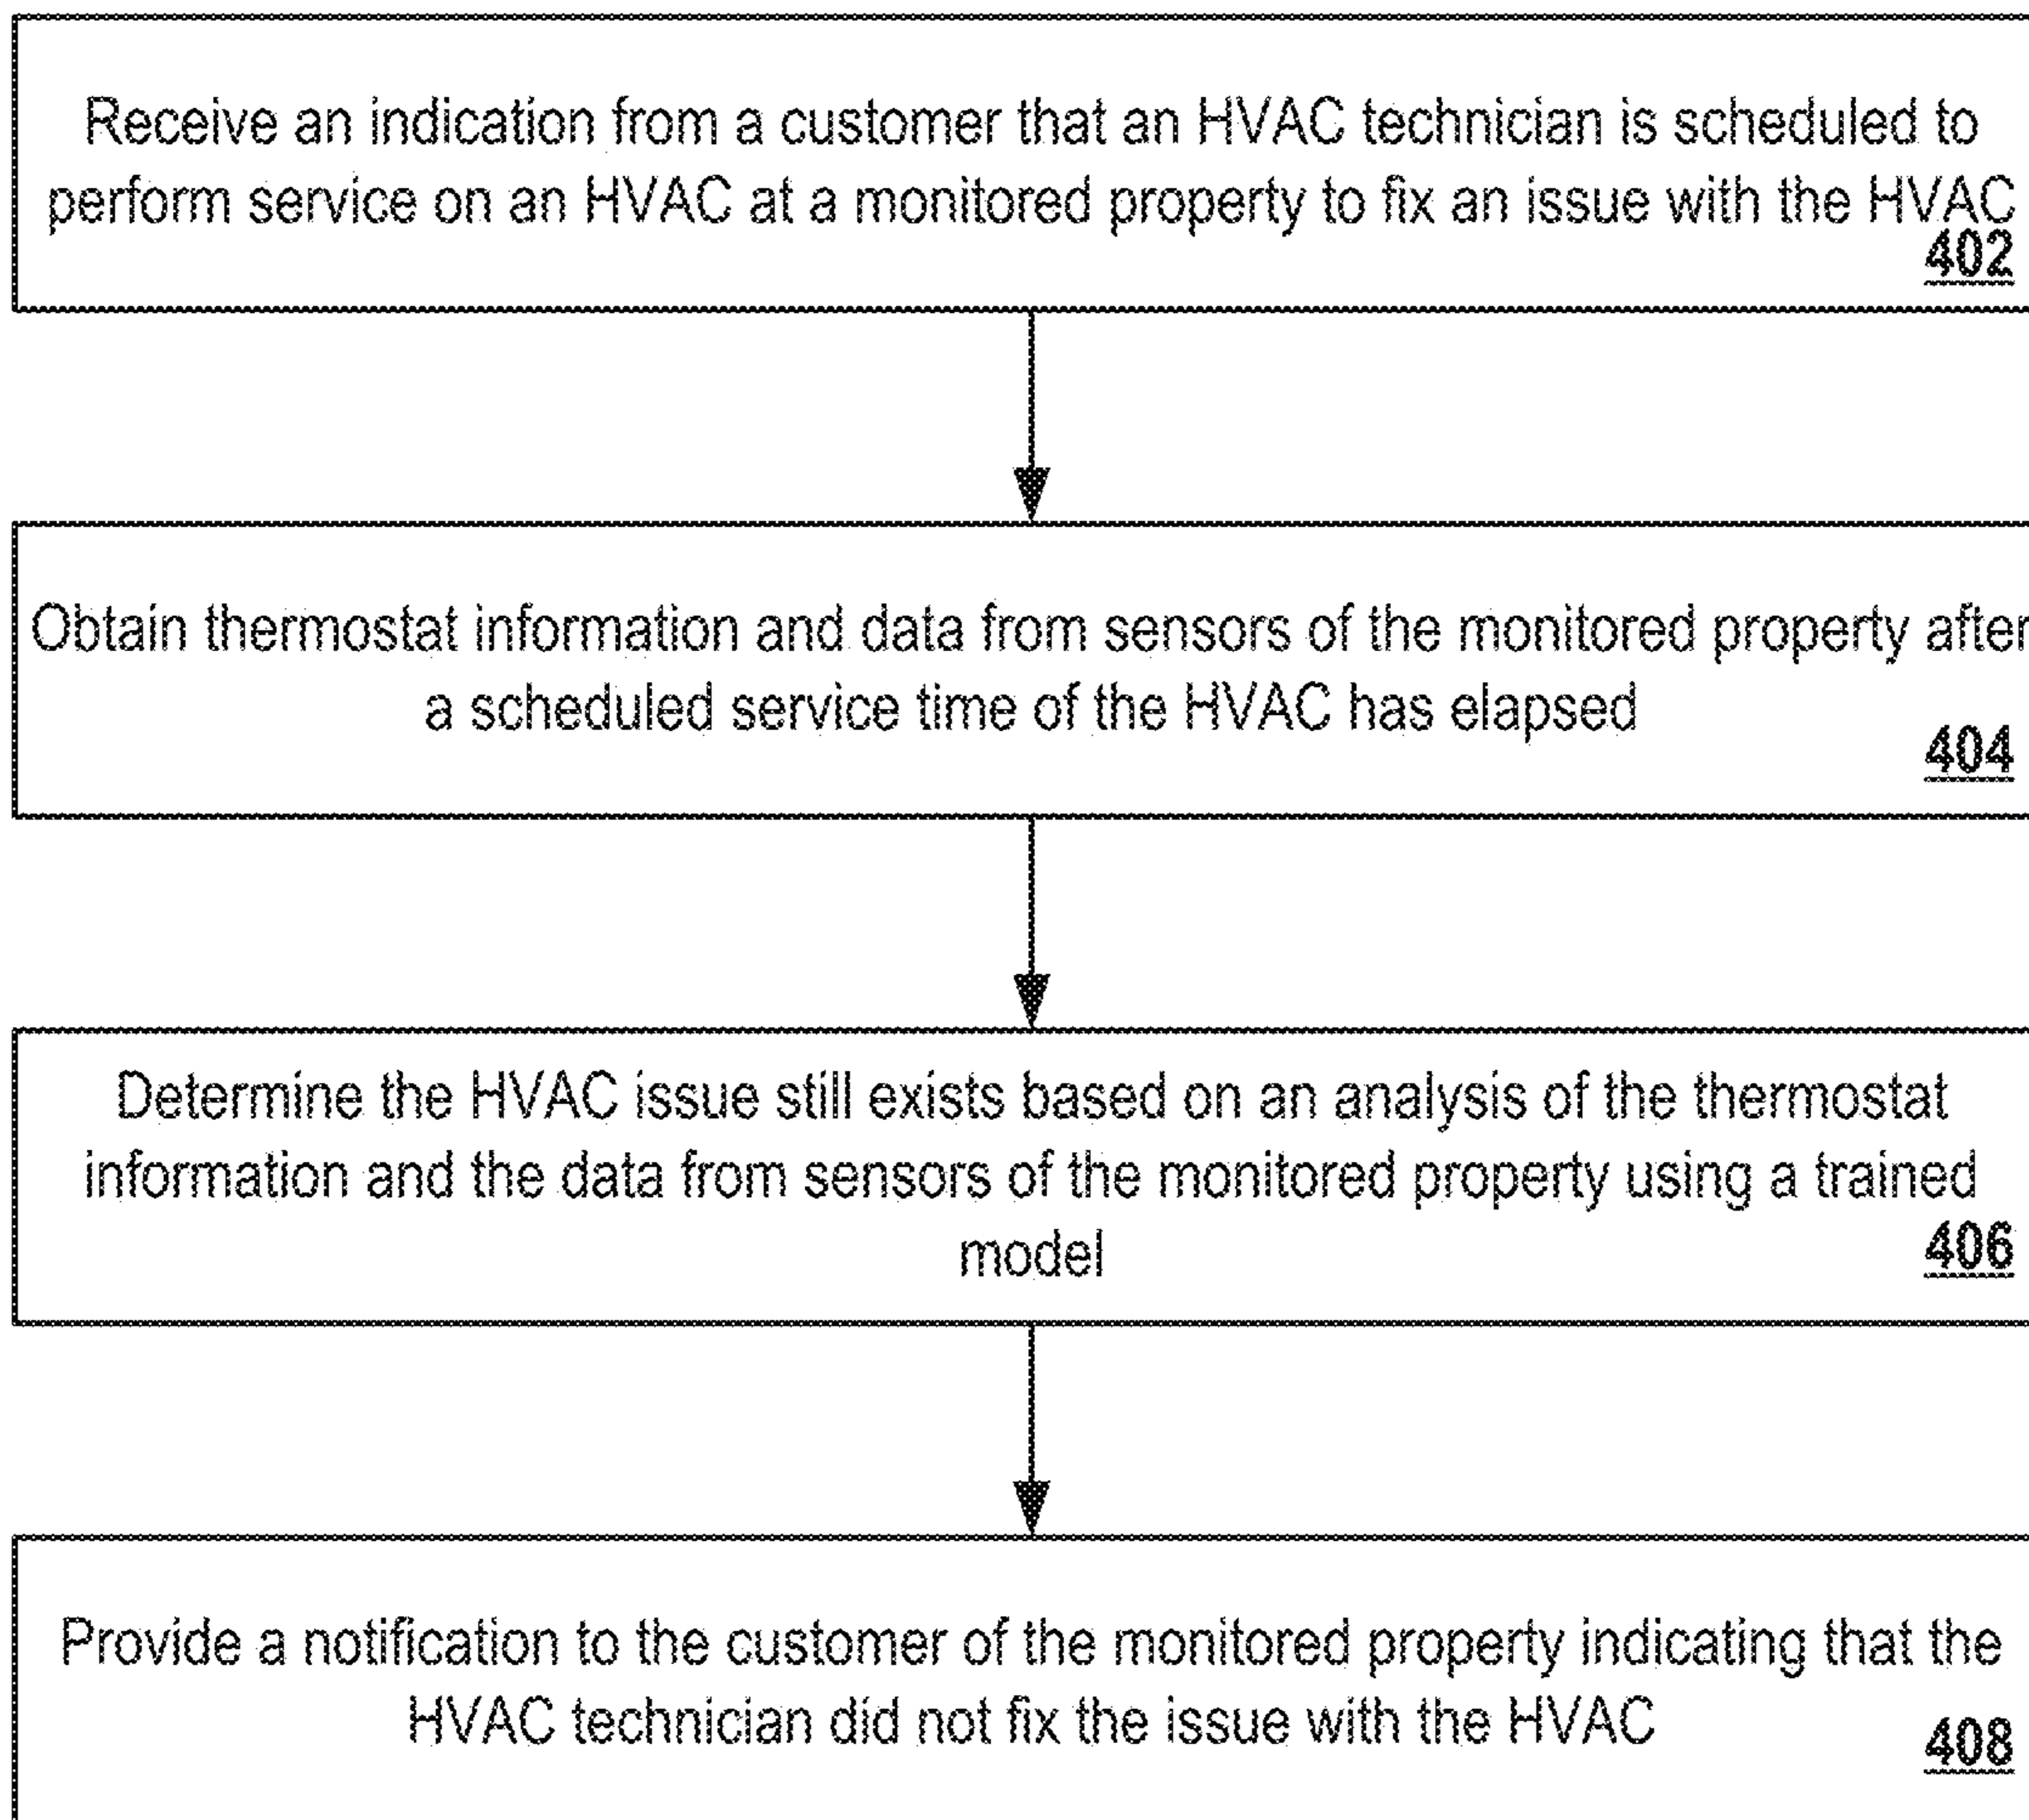 Receive an indication from a customer that an HVAC technician is scheduled to
perform service on an HVAC at a monitored property to fix an issue with the HVAC
402
Obtain thermostat information and data from sensors of the monitored property after
a scheduled service time of the HVAC has elapsed
404
Determine the HVAC issue still exists based on an analysis of the thermostat
information and the data from sensors of the monitored property using a trained
model
406
Provide a notification to the customer of the monitored property indicating that the
HVAC technician did not fix the issue with the HVAC
408